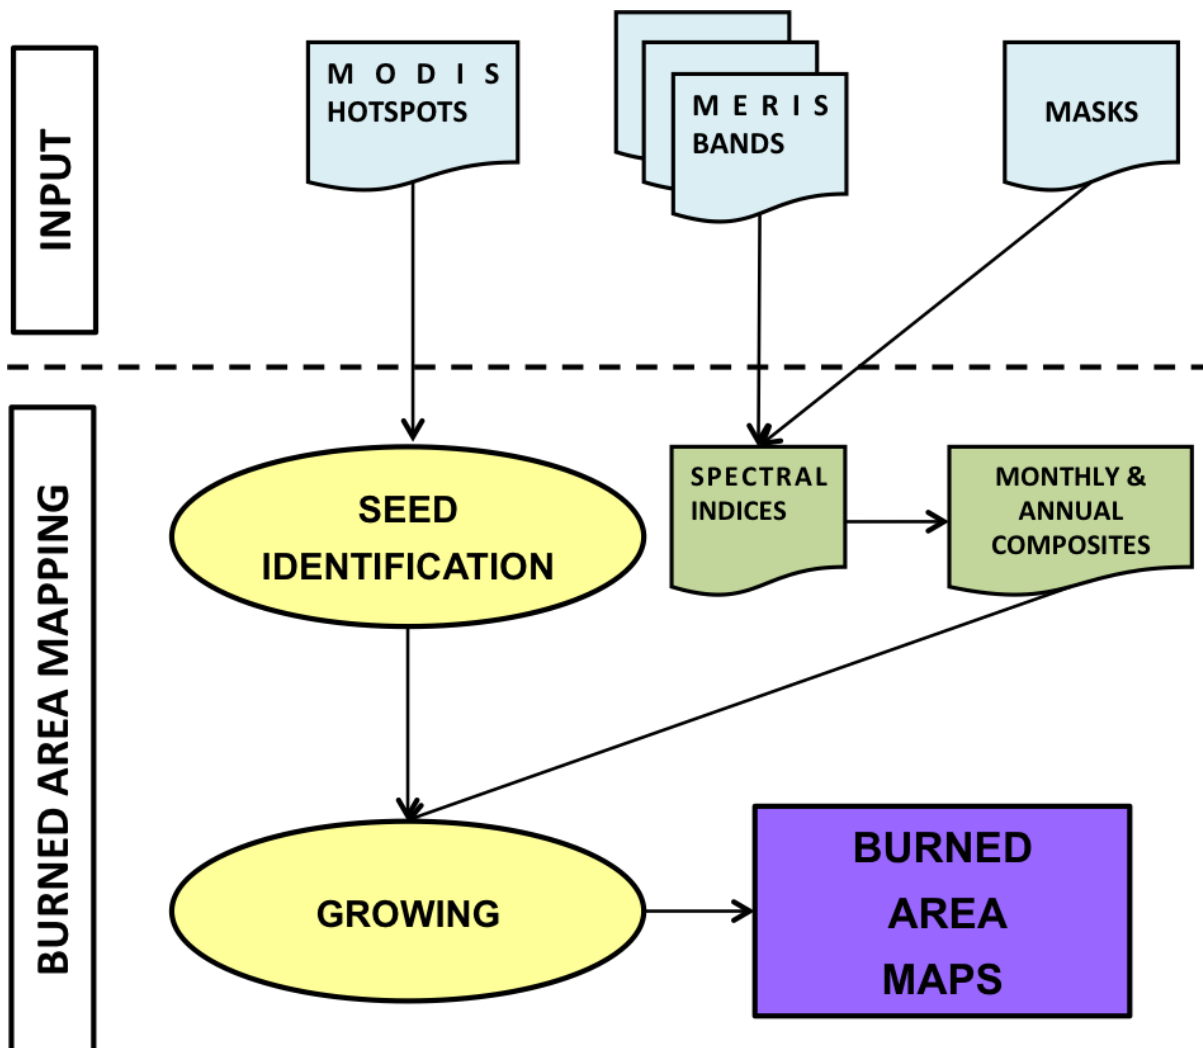 INPUT
M O D I S
HOTSPOTS
M E R I S
BANDS
MASKS
BURNED AREA MAPPING
SEED
IDENTIFICATION
SPECTRAL
INDICES
MONTHLY &
ANNUAL
COMPOSITES
GROWING
BURNED
AREA
MAPS